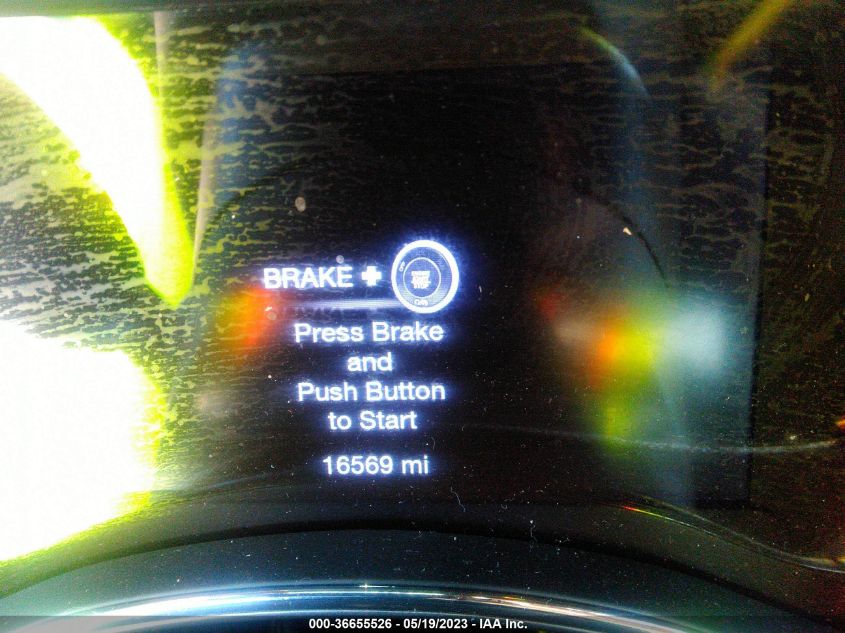 BRAKE +
Press Brake
and
Push Button
to Start
16569 mi
000-36655526 - 05/19/2023 - IAA Inc.